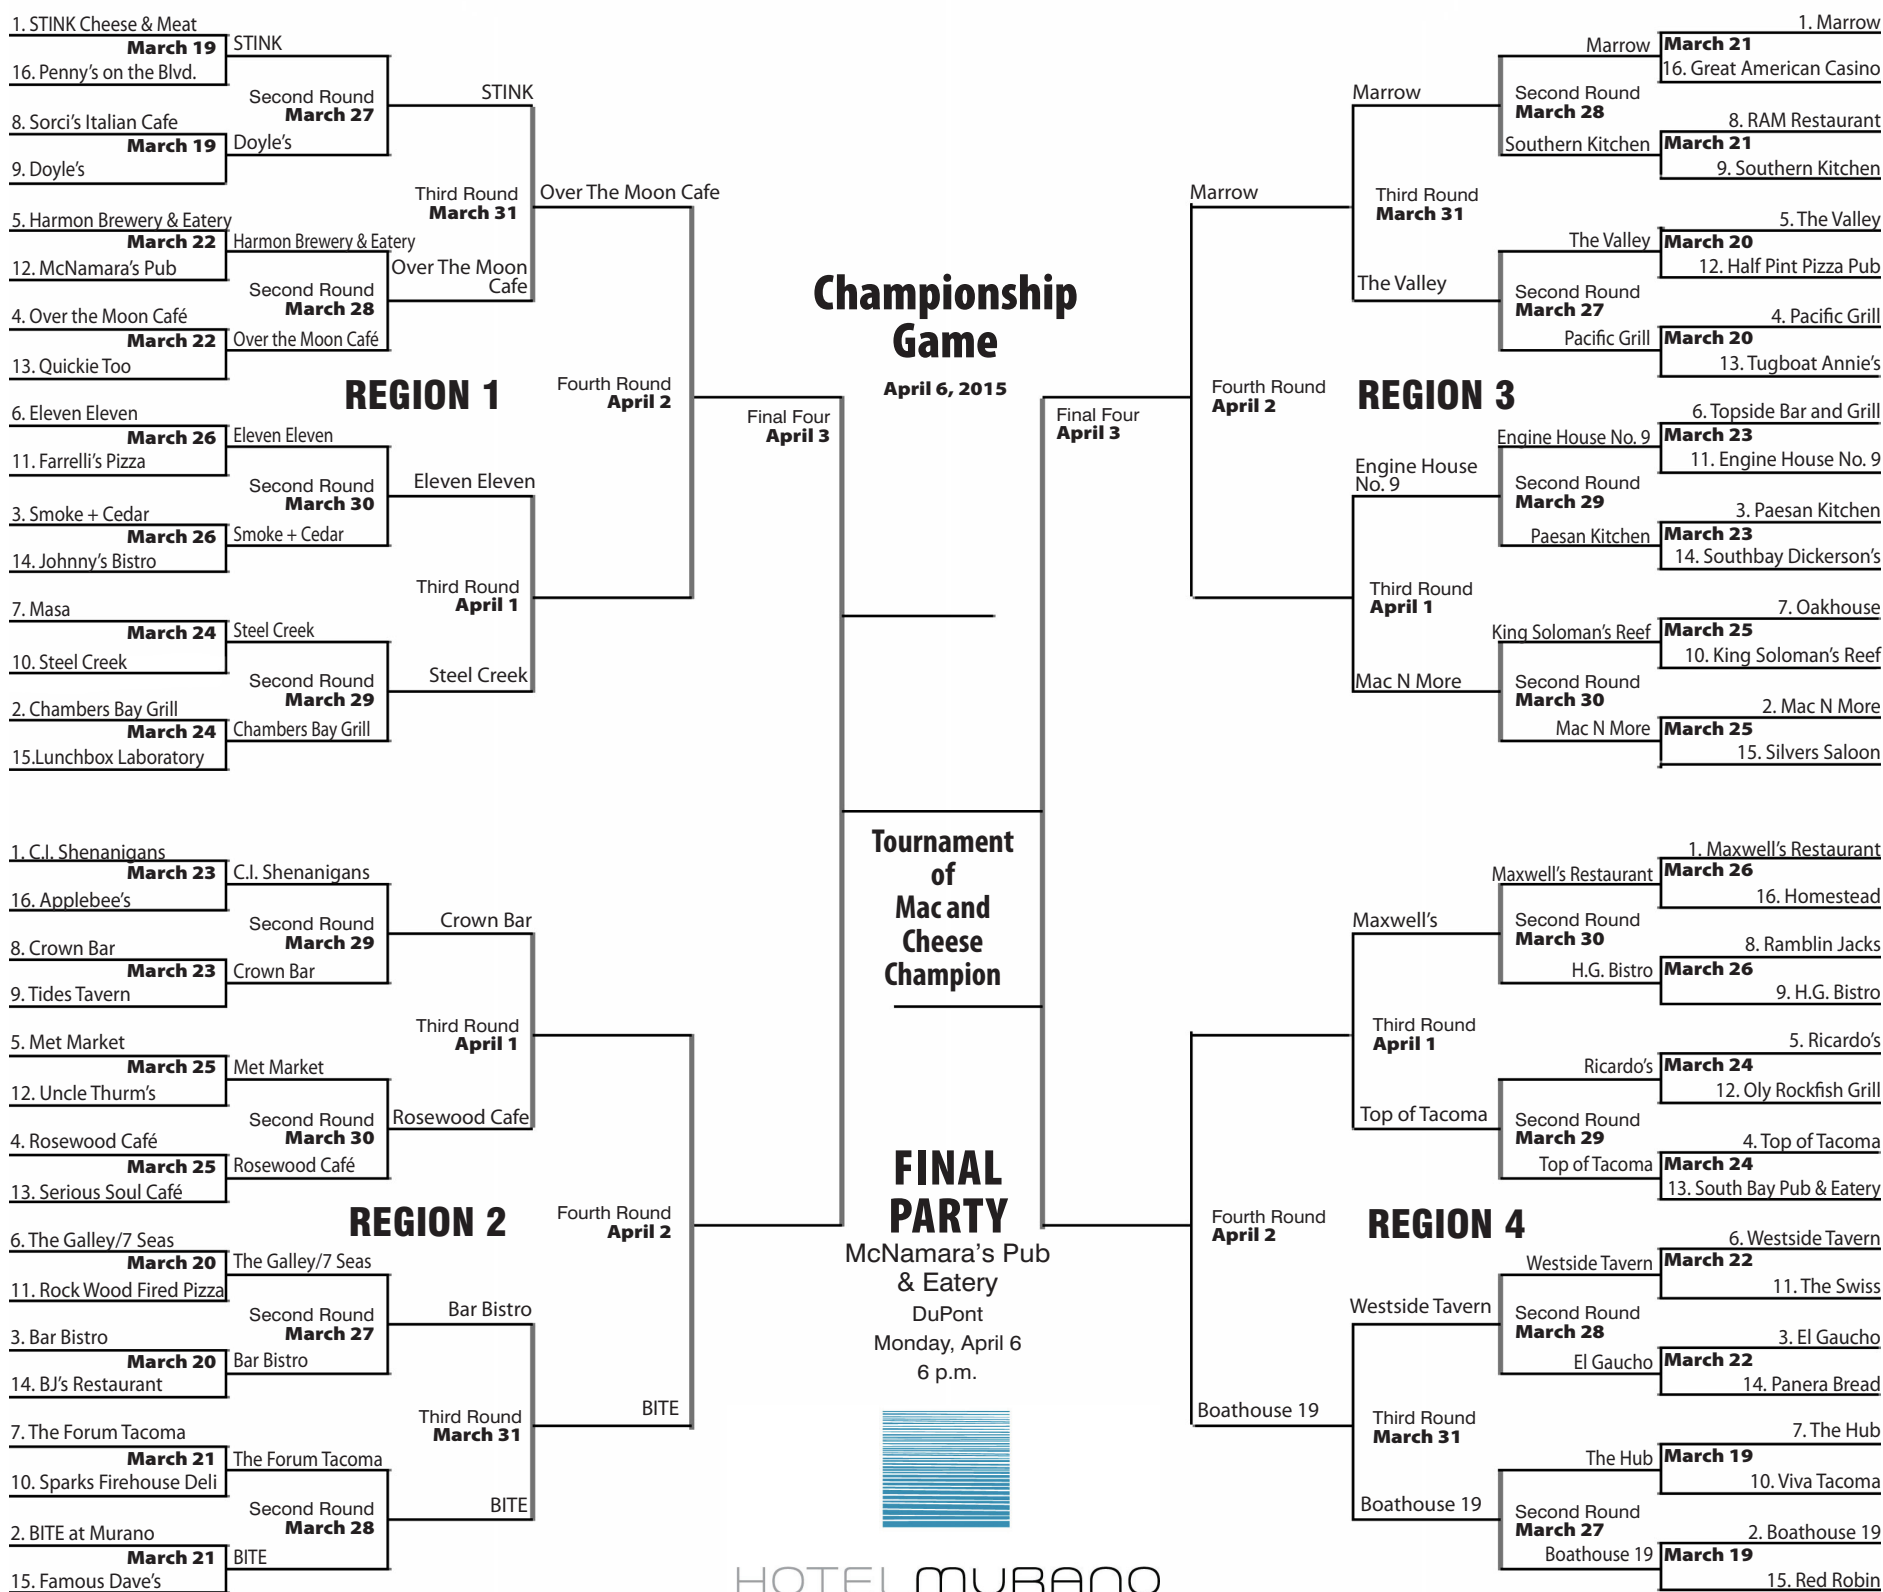 1. STINK Cheese & Meat
March 19
16. Penny's on the Blvd.
STINK
Second Round
March 27
8. Sorci's Italian Cafe
March 19
9. Doyle's
Doyle's
STINK
Third Round
March 31
5. Harmon Brewery & Eatery
March 22
12. McNamara's Pub
Harmon Brewery & Eatery
Second Round
March 28
4. Over the Moon Café
March 22
13. Quickie Too
Over the Moon Café
Over The Moon
Cafe
Over The Moon Cafe
REGION 1
Fourth Round
April 2
6. Eleven Eleven
March 26
11. Farrelli's Pizza
Eleven Eleven
Second Round
March 30
3. Smoke + Cedar
March 26
14. Johnny's Bistro
Smoke + Cedar
Eleven Eleven
Third Round
April 1
7. Masa
March 24
10. Steel Creek
Steel Creek
Second Round
March 29
2. Chambers Bay Grill
March 24
15.Lunchbox Laboratory
Chambers Bay Grill
Steel Creek
Final Four
April 3
1. C.I. Shenanigans
March 23
16. Applebee's
C.I. Shenanigans
Second Round
March 29
8. Crown Bar
March 23
9. Tides Tavern
Crown Bar
Crown Bar
Third Round
April 1
5. Met Market
March 25
12. Uncle Thurm's
Met Market
Second Round
March 30
4. Rosewood Café
March 25
13. Serious Soul Café
Rosewood Café
Rosewood Cafe
REGION 2
Fourth Round
April 2
6. The Galley/7 Seas
March 20
11. Rock Wood Fired Pizza
The Galley/7 Seas
Second Round
March 27
3. Bar Bistro
March 20
14. BJ's Restaurant
Bar Bistro
Bar Bistro
Third Round
March 31
BITE
7. The Forum Tacoma
March 21
10. Sparks Firehouse Deli
The Forum Tacoma
Second Round
March 28
2. BITE at Murano
March 21
15. Famous Dave's
BITE
BITE
Championship
Game
April 6, 2015
Tournament
of
Mac and
Cheese
Champion
FINAL
PARTY
McNamara's Pub
& Eatery
DuPont
Monday, April 6
6 p.m.
HOTEL MURANO
1. Marrow
March 21
16. Great American Casino
Marrow
Second Round
March 28
8. RAM Restaurant
March 21
9. Southern Kitchen
Southern Kitchen
Marrow
Third Round
March 31
Marrow
5. The Valley
March 20
12. Half Pint Pizza Pub
The Valley
Second Round
March 27
4. Pacific Grill
March 20
13. Tugboat Annie's
Pacific Grill
The Valley
Final Four
April 3
Fourth Round
April 2
REGION 3
6. Topside Bar and Grill
March 23
11. Engine House No. 9
Engine House No. 9
Second Round
March 29
3. Paesan Kitchen
March 23
14. Southbay Dickerson's
Paesan Kitchen
Engine House
No. 9
Third Round
April 1
7. Oakhouse
March 25
10. King Soloman's Reef
King Soloman's Reef
Second Round
March 30
2. Mac N More
March 25
15. Silvers Saloon
Mac N More
Mac N More
1. Maxwell's Restaurant
March 26
16. Homestead
Maxwell's Restaurant
Second Round
March 30
8. Ramblin Jacks
March 26
9. H.G. Bistro
H.G. Bistro
Maxwell's
Third Round
April 1
5. Ricardo's
March 24
12. Oly Rockfish Grill
Ricardo's
Second Round
March 29
4. Top of Tacoma
March 24
13. South Bay Pub & Eatery
Top of Tacoma
Top of Tacoma
Fourth Round
April 2
REGION 4
6. Westside Tavern
March 22
11. The Swiss
Westside Tavern
Second Round
March 28
3. El Gaucho
March 22
14. Panera Bread
El Gaucho
Westside Tavern
Third Round
March 31
Boathouse 19
7. The Hub
March 19
10. Viva Tacoma
The Hub
Second Round
March 27
2. Boathouse 19
March 19
15. Red Robin
Boathouse 19
Boathouse 19